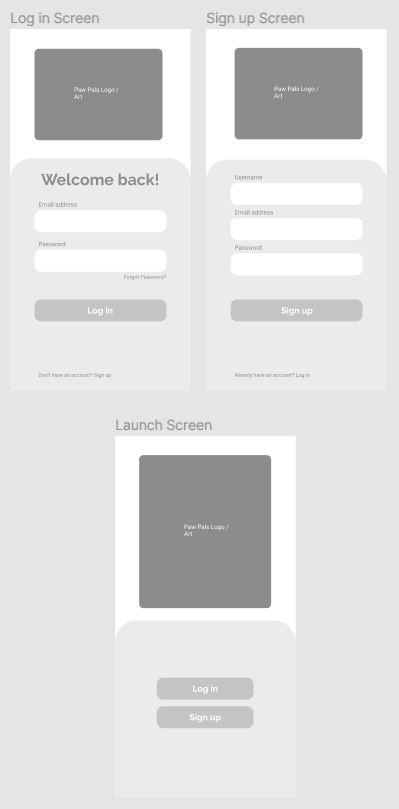 Log in Screen
Paw Pals Logo /
Art
Welcome back!
Email address
Password
Forgot Password?
Log in
Don't have an account? Sign up
Sign up Screen
Paw Pals Logo /
Art
Username
Email address
Password
Sign up
Already have an account? Log in
Launch Screen
Paw Pals Logo /
Art
Log in
Sign up